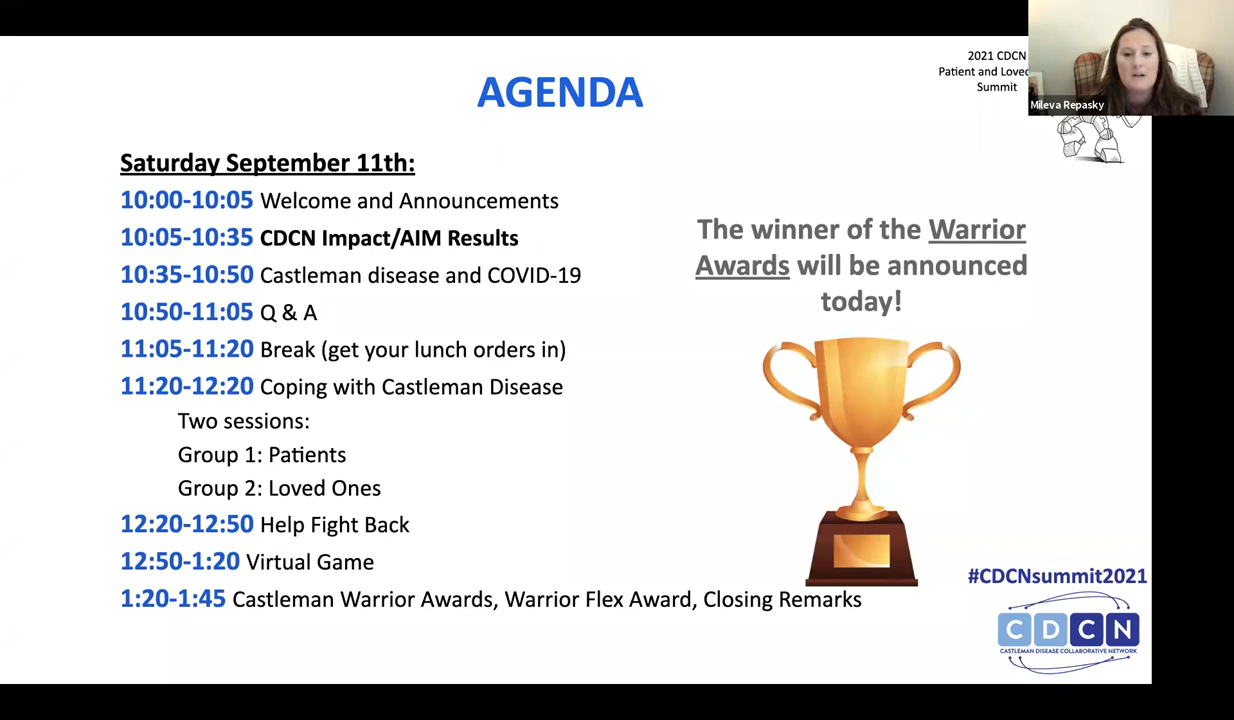 AGENDA
2021 CDCN
Patient and Loved
Summit
Mileva Repasky
Saturday September 11th:
10:00-10:05 Welcome and Announcements
10:05-10:35 CDCN Impact/AIM Results
10:35-10:50 Castleman disease and COVID-19
10:50-11:05 Q & A
11:05-11:20 Break (get your lunch orders in)
11:20-12:20 Coping with Castleman Disease
Two sessions:
Group 1: Patients
Group 2: Loved Ones
12:20-12:50 Help Fight Back
12:50-1:20 Virtual Game
1:20-1:45 Castleman Warrior Awards, Warrior Flex Award, Closing Remarks
The winner of the Warrior
Awards will be announced
today!
#CDCNsummit2021
CDCN
CASTLEMAN DISEASE COLLABORATIVE NETWORK